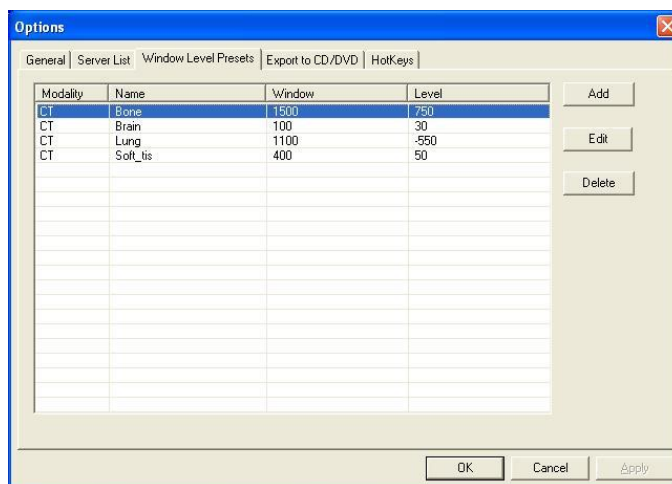 Options
General Server List Window Level Presets Export to CD/DVD HotKeys
Modality Name Window Level
CT Bone 1500 750
CT Brain 100 30
CT Lung 1100 -550
CT Soft_tis 400 50
Add
Edit
Delete
OK Cancel Apply